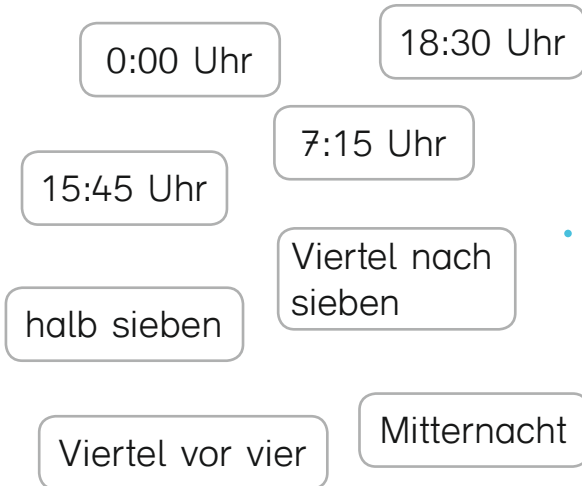 0:00 Uhr
18:30 Uhr
7:15 Uhr
15:45 Uhr
Viertel nach
sieben
halb sieben
Mitternacht
Viertel vor vier